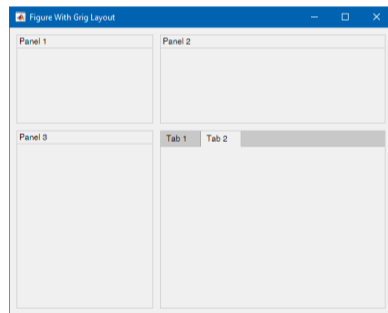 Figure With Grig Layout
Panel 1
Panel 2
Panel 3
Tab 1
Tab 2